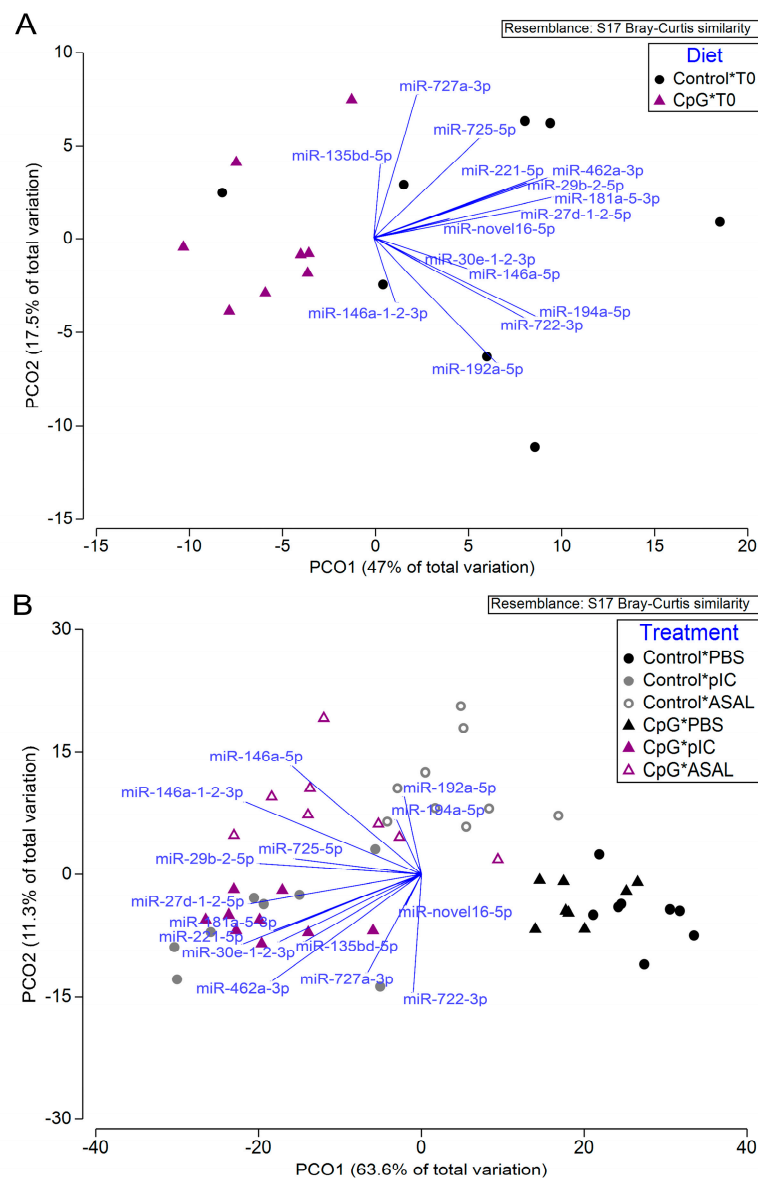 A
Resemblance: S17 Bray-Curtis similarity
Diet
Control*T0
CpG*T0
10
5
0
-5
-10
-15
PCO2 (17.5% of total variation)
miR-727a-3p
miR-725-5p
miR-135bd-5p
miR-221-5p
miR-462a-3p
miR-29b-2-5p
miR-181a-5-3p
miR-27d-1-2-5p
miR-novel16-5p
miR-30e-1-2-3p
miR-146a-5p
miR-146a-1-2-3p
miR-194a-5p
miR-722-3p
miR-192a-5p
-15
-10
-5
0
5
10
15
20
PCO1 (47% of total variation)
B
Resemblance: S17 Bray-Curtis similarity
Treatment
Control*PBS
Control*pIC
Control*ASAL
CpG*PBS
CpG*pIC
CpG*ASAL
30
15
0
-15
-30
PCO2 (11.3% of total variation)
miR-146a-5p
miR-146a-1-2-3p
miR-192a-5p
miR-194a-5p
miR-725-5p
miR-29b-2-5p
miR-27d-1-2-5p
miR-novel16-5p
miR-181a-5-3p
miR-221-5p
miR-135bd-5p
miR-30e-1-2-3p
miR-727a-3p
miR-462a-3p
miR-722-3p
-40
-20
0
20
40
PCO1 (63.6% of total variation)